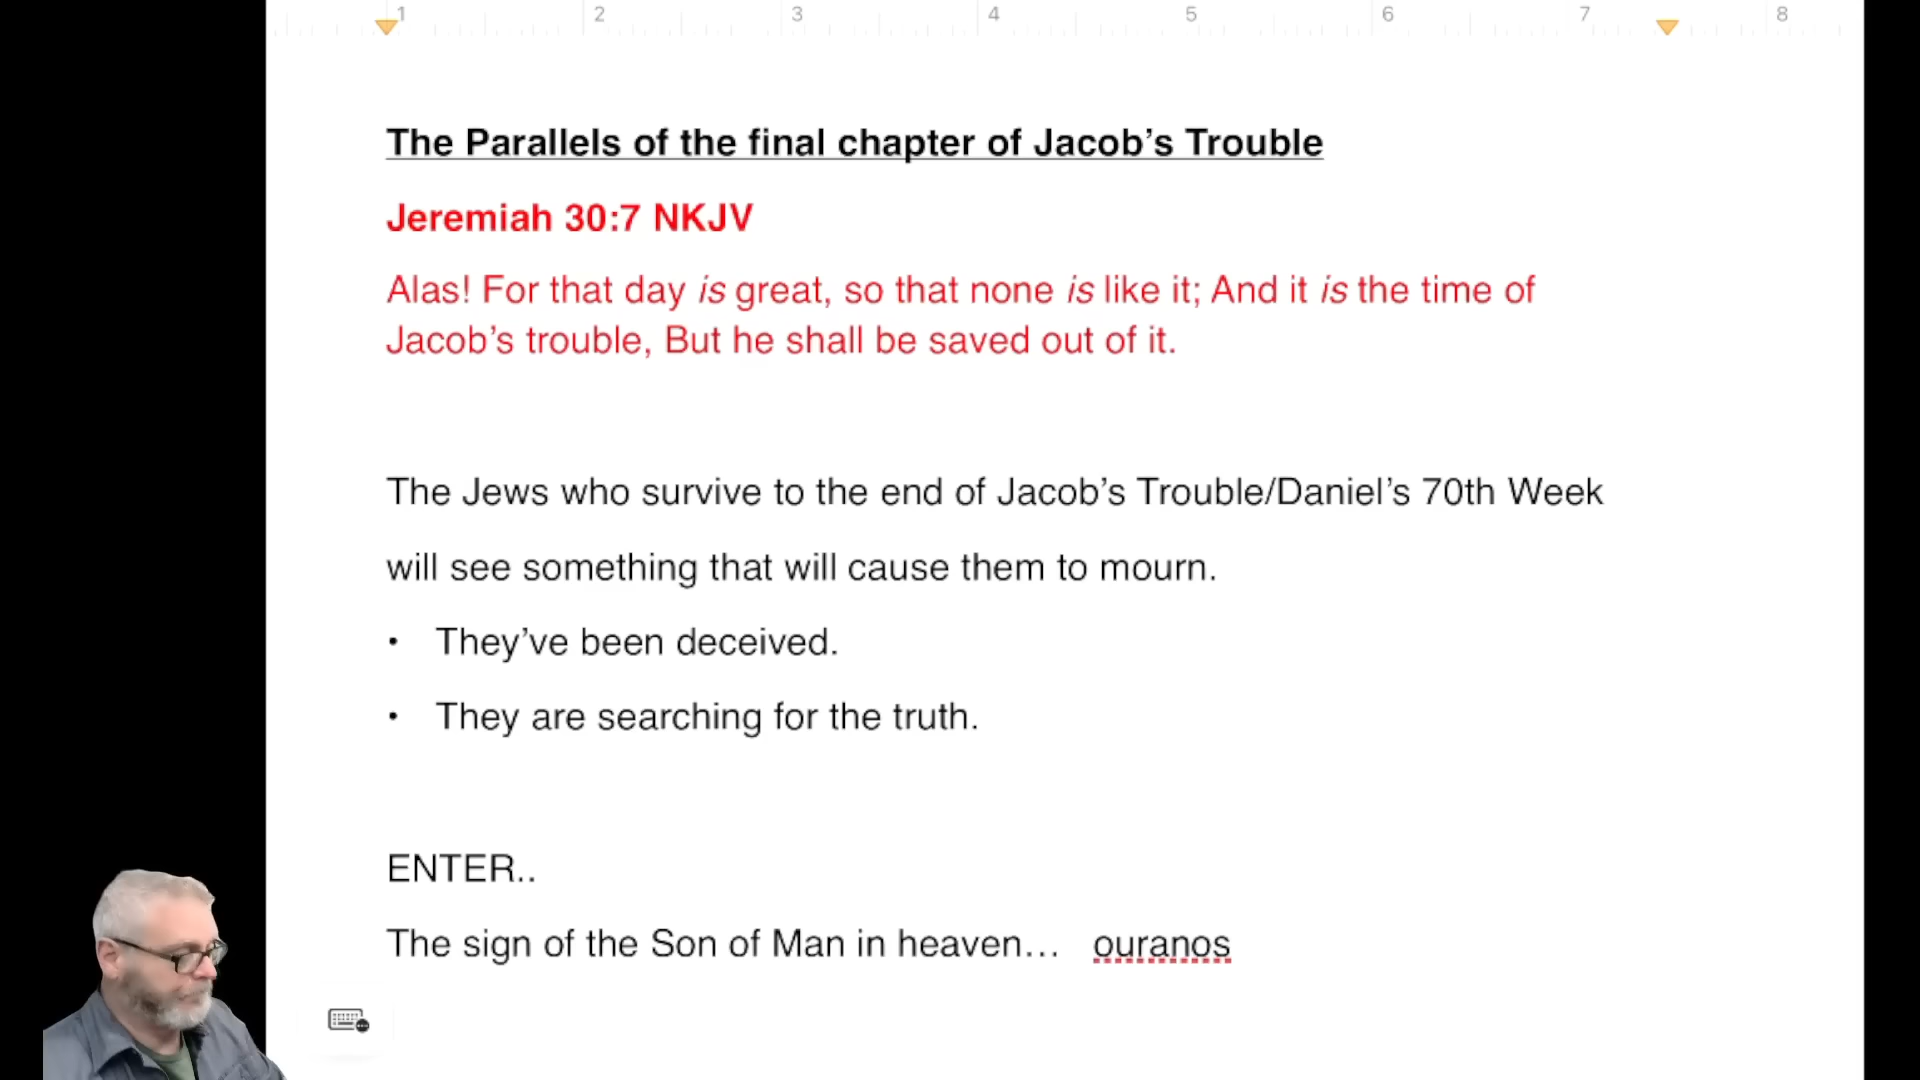 1 2 3 4 5 6 7 8
The Parallels of the final chapter of Jacob’s Trouble
Jeremiah 30:7 NKJV
Alas! For that day is great, so that none is like it; And it is the time of
Jacob’s trouble, But he shall be saved out of it.
The Jews who survive to the end of Jacob’s Trouble/Daniel’s 70th Week
will see something that will cause them to mourn.
• They’ve been deceived.
• They are searching for the truth.
ENTER..
The sign of the Son of Man in heaven… ouranos